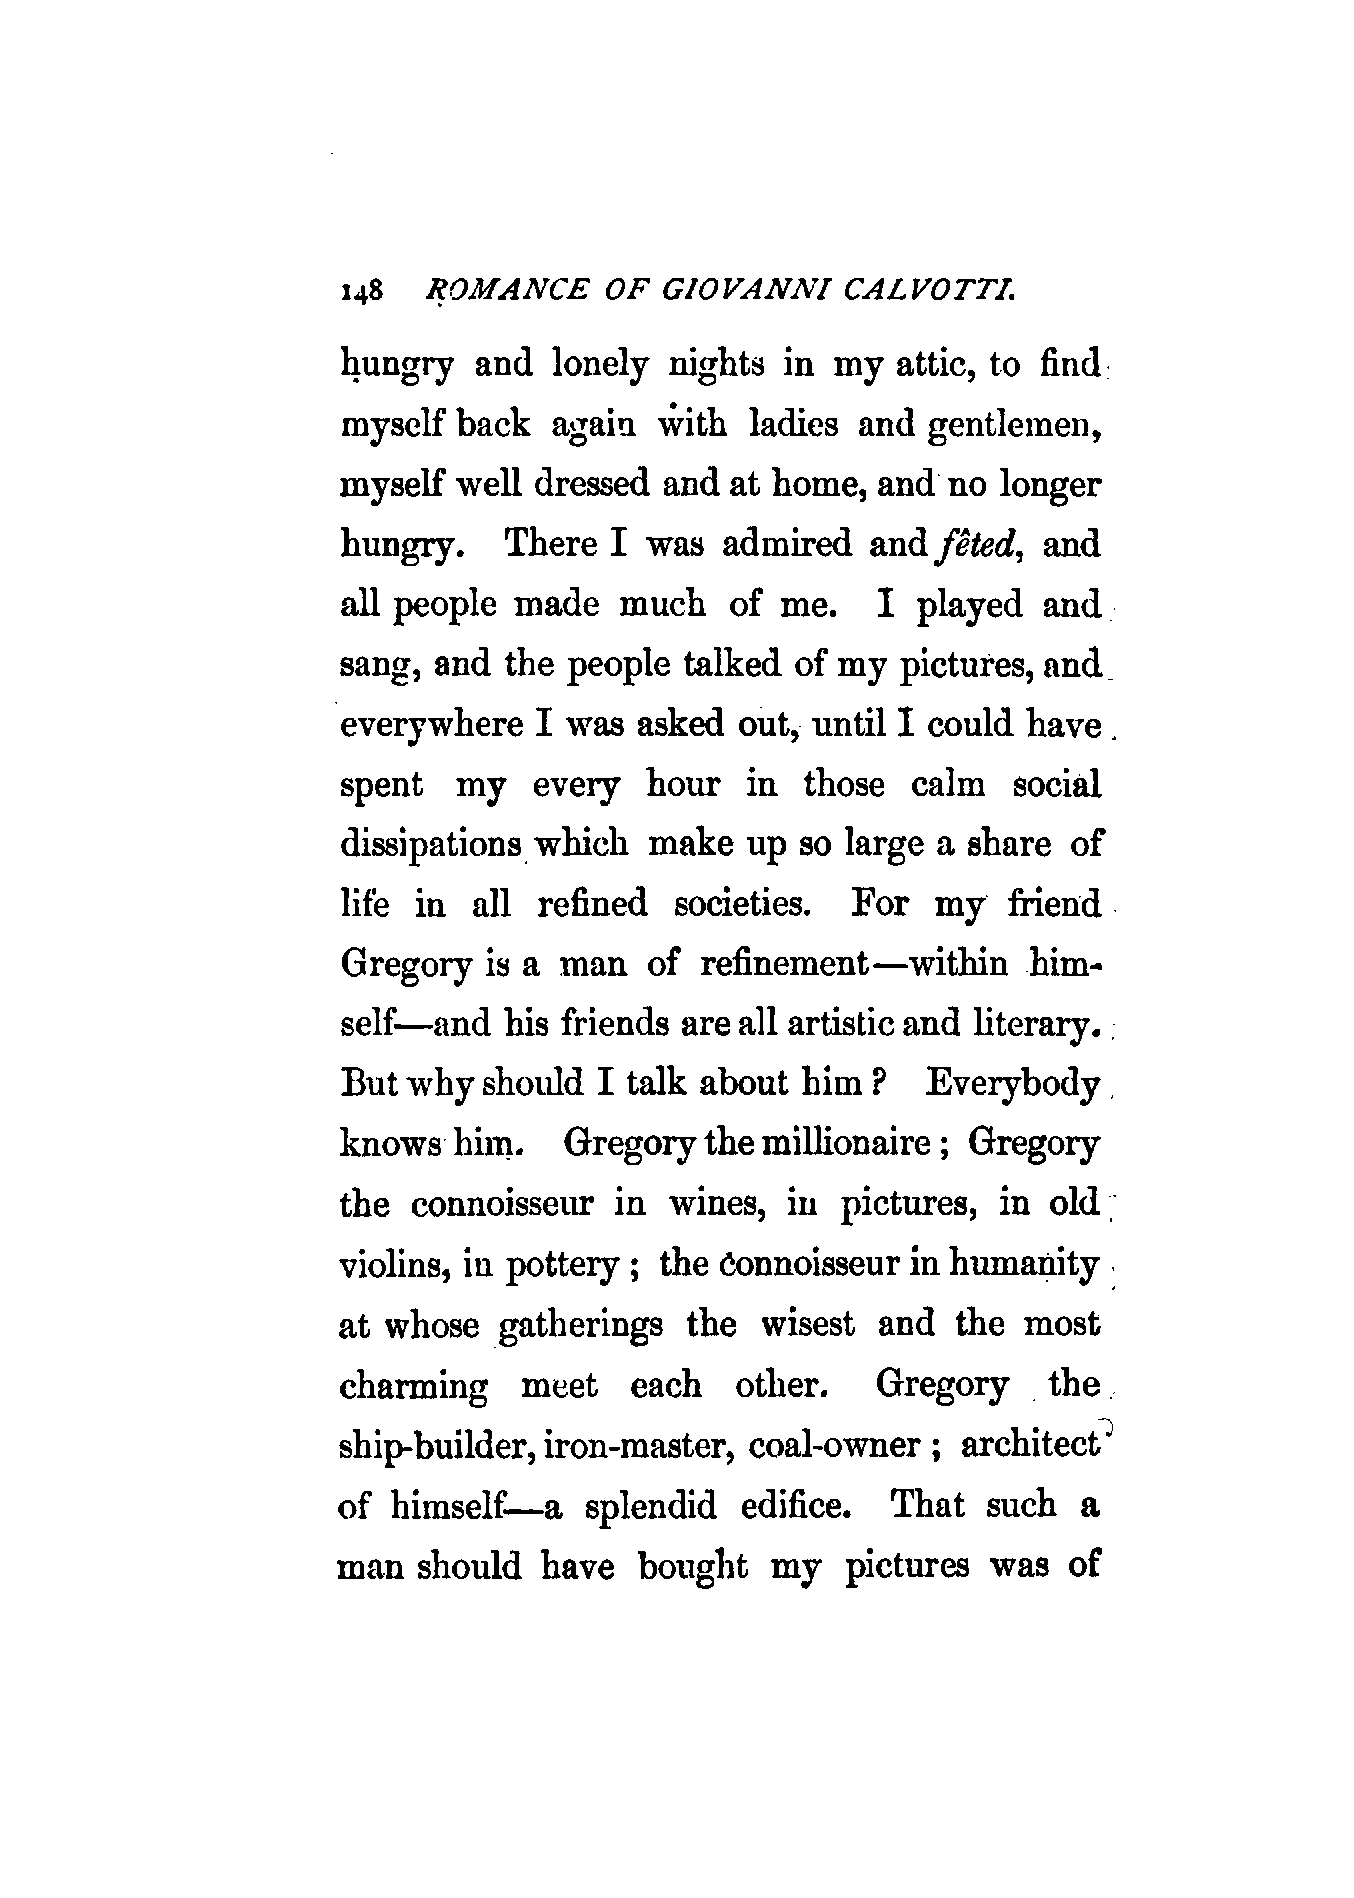 148 ROMANCE OF GIOVANNI CALVOTTI.
hungry and lonely nights in my attic, to find
myself back again with ladies and gentlemen,
myself well dressed and at home, and no longer
hungry. There I was admired and fêted, and
all people made much of me. I played and
sang, and the people talked of my pictures, and
everywhere I was asked out, until I could have
spent my every hour in those calm social
dissipations which make up so large a share of
life in all refined societies. For my friend
Gregory is a man of refinement—within him-
self—and his friends are all artistic and literary.
But why should I talk about him ? Everybody
knows him. Gregory the millionaire ; Gregory
the connoisseur in wines, in pictures, in old
violins, in pottery ; the connoisseur in humanity
at whose gatherings the wisest and the most
charming meet each other. Gregory the
ship-builder, iron-master, coal-owner ; architect
of himself—a splendid edifice. That such a
man should have bought my pictures was of